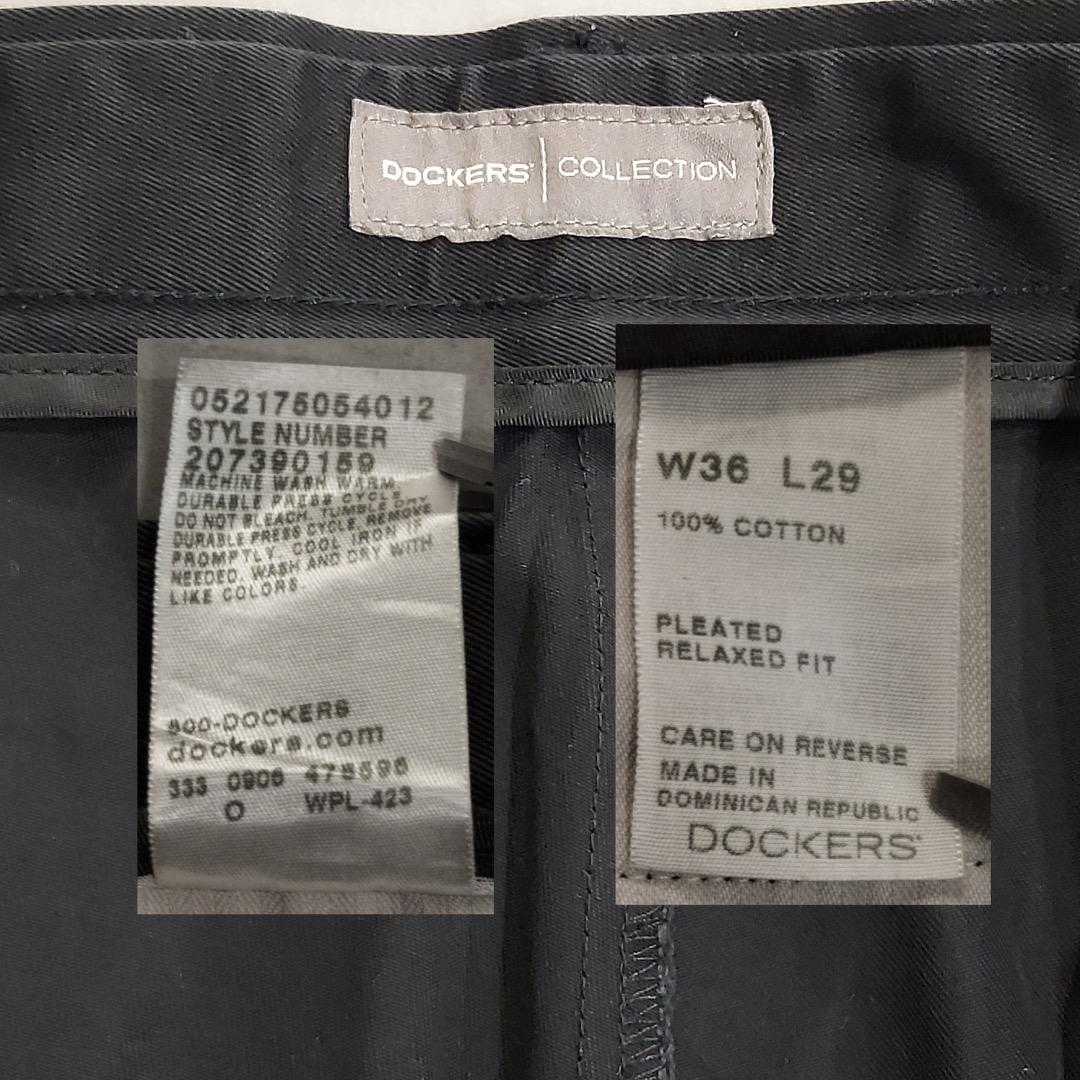 DOCKERS® | COLLECTION
052175054012
STYLE NUMBER
207390159
MACHINE WASH WARM,
DURABLE PRESS CYCLE.
DO NOT BLEACH. TUMBLE DRY
DURABLE PRESS CYCLE, REMOVE
PROMPTLY. COOL IRON IF
NEEDED. WASH AND DRY WITH
LIKE COLORS.
800-DOCKERS
dockers.com
333 0906 475596
O WPL-423
W36 L29
100% COTTON
PLEATED
RELAXED FIT
CARE ON REVERSE
MADE IN
DOMINICAN REPUBLIC
DOCKERS®